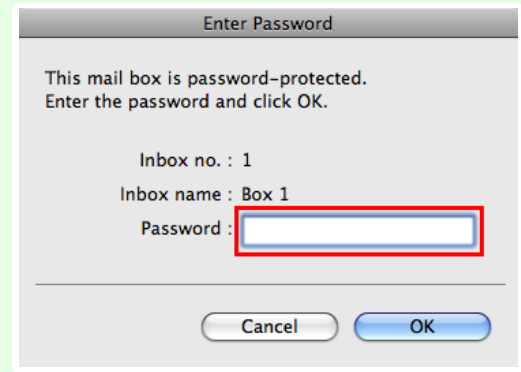 Enter Password
This mail box is password-protected.
Enter the password and click OK.
Inbox no. : 1
Inbox name : Box 1
Password :
Cancel
OK